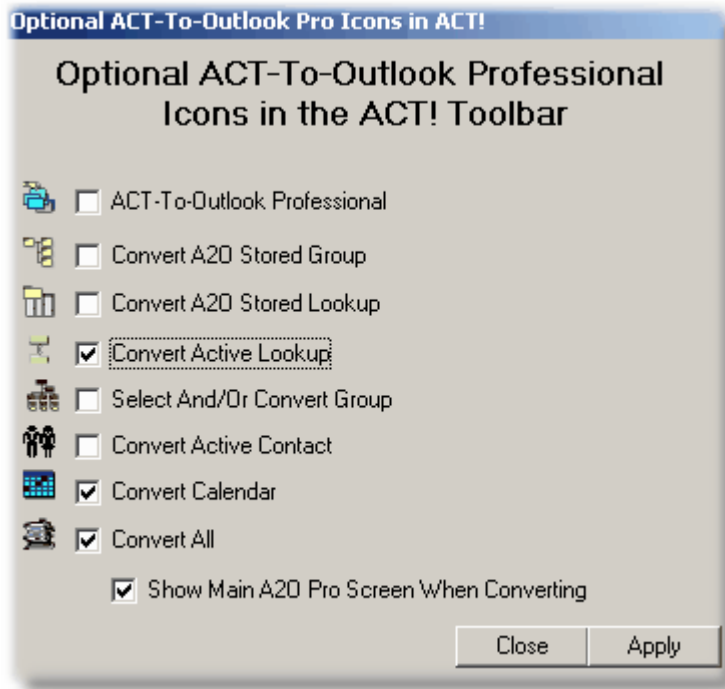 Optional ACT-To-Outlook Pro Icons in ACT!
Optional ACT-To-Outlook Professional
Icons in the ACT! Toolbar
ACT-To-Outlook Professional
Convert A2O Stored Group
Convert A2O Stored Lookup
Convert Active Lookup
Select And/Or Convert Group
Convert Active Contact
Convert Calendar
Convert All
Show Main A2O Pro Screen When Converting
Close Apply